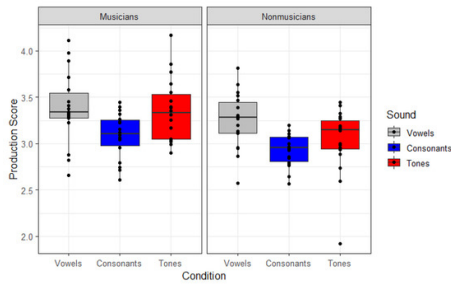 Musicians
Nonmusicians
4.0
3.5
3.0
2.5
2.0
Production Score
Vowels
Consonants
Tones
Vowels
Consonants
Tones
Condition
Sound
Vowels
Consonants
Tones